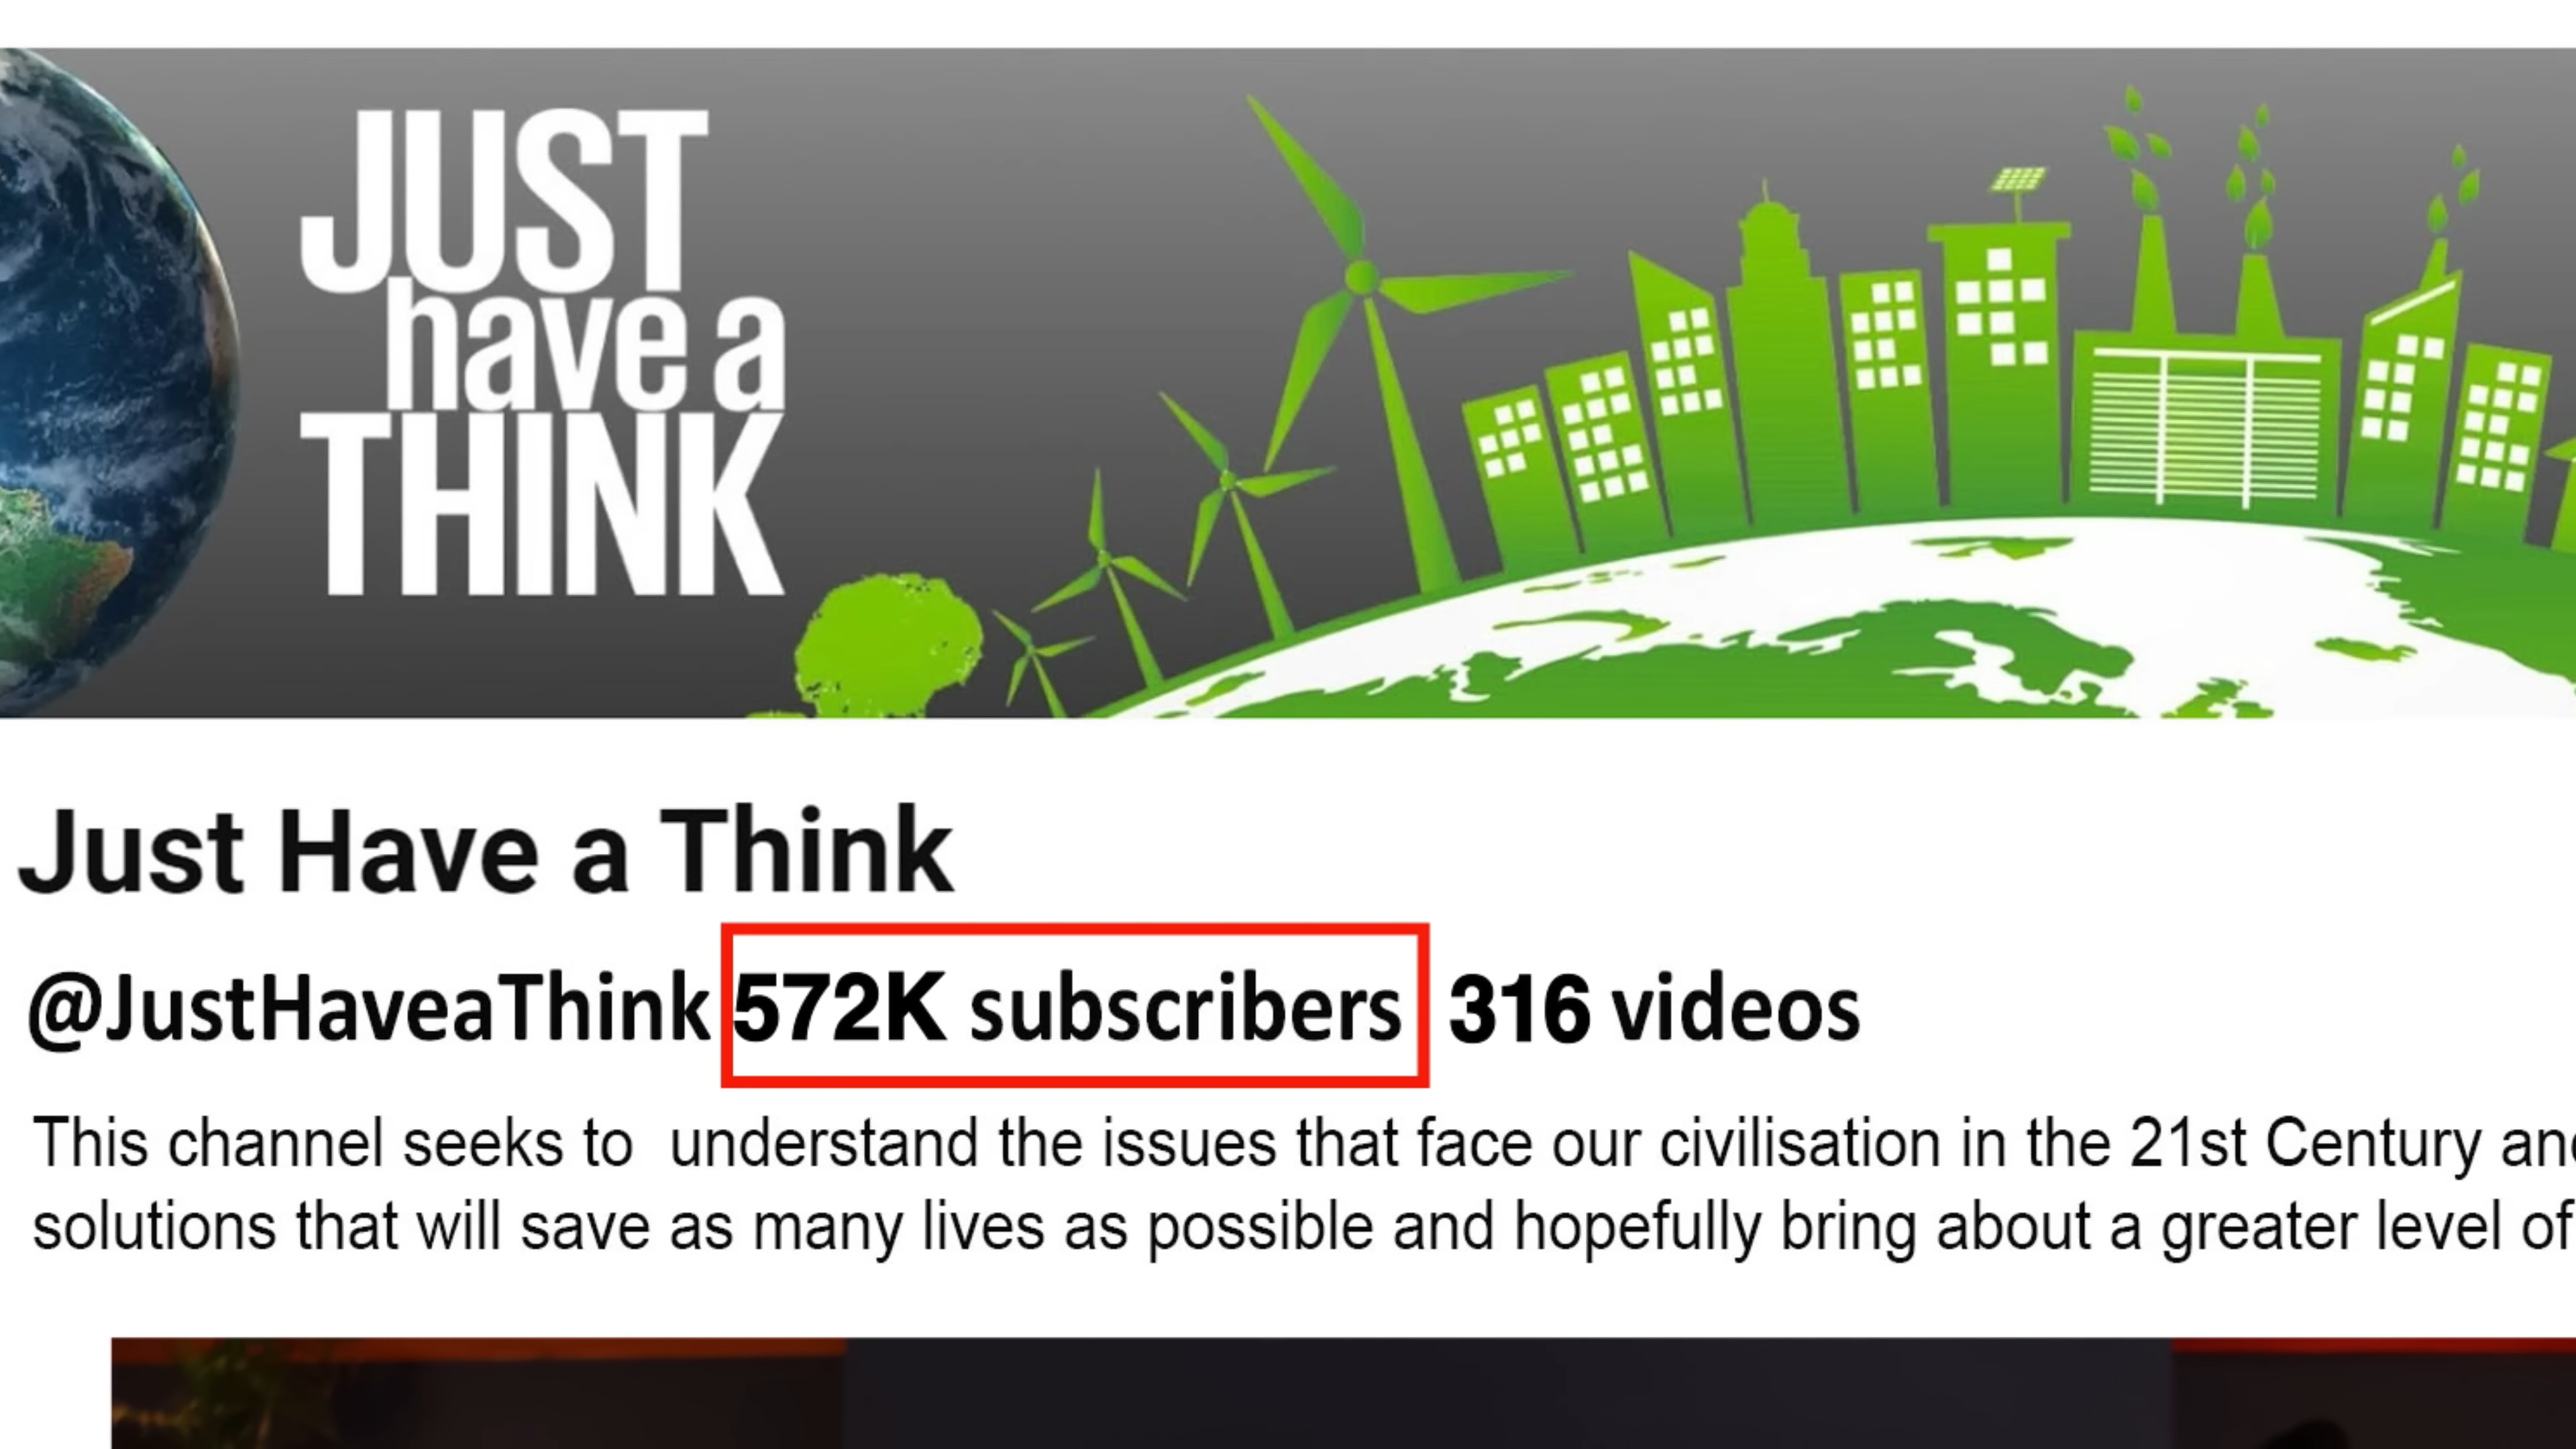 JUST
have a
THINK
Just Have a Think
@JustHaveaThink 572K subscribers 316 videos
This channel seeks to understand the issues that face our civilisation in the 21st Century
solutions that will save as many lives as possible and hopefully bring about a greater level of